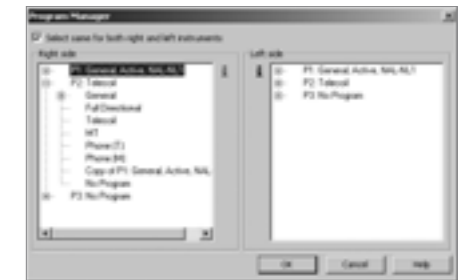 Program Manager
Select same for both right and left instruments
Right side
P1: General, Active, NAL-NL1
P2: Telecoil
General
Full Directional
Telecoil
MT
Phone (T)
Phone (M)
Copy of P1: General, Active, NAL
No Program
P3: No Program
Left side
P1: General, Active, NAL-NL1
P2: Telecoil
P3: No Program
OK
Cancel
Help